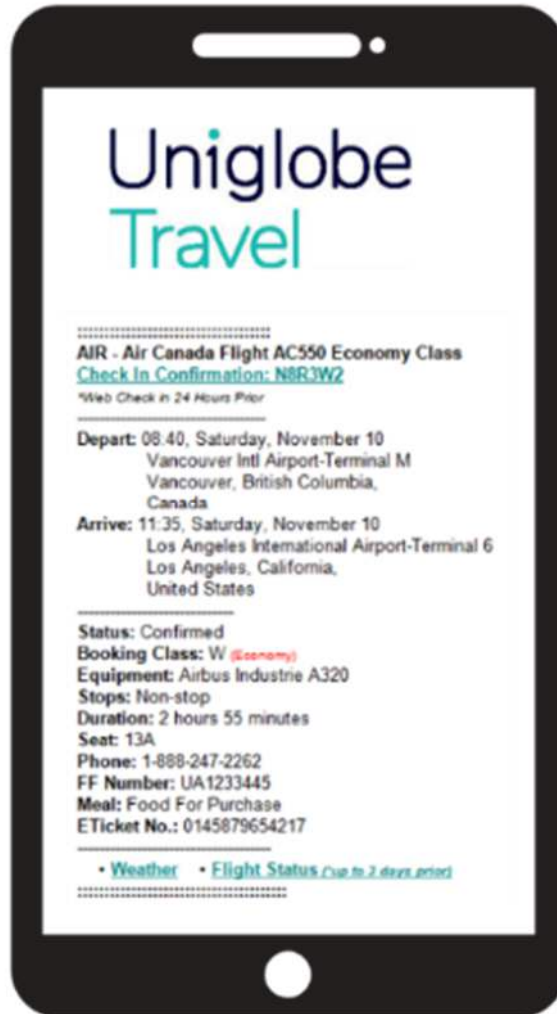 Uniglobe
Travel
::::::::::::::::::::::::::::::::::::::
AIR - Air Canada Flight AC550 Economy Class
Check In Confirmation: N8R3W2
*Web Check in 24 Hours Prior
----------------------------------------
Depart: 08:40, Saturday, November 10
Vancouver Intl Airport-Terminal M
Vancouver, British Columbia,
Canada
Arrive: 11:35, Saturday, November 10
Los Angeles International Airport-Terminal 6
Los Angeles, California,
United States
----------------------------------------
Status: Confirmed
Booking Class: W (Economy)
Equipment: Airbus Industrie A320
Stops: Non-stop
Duration: 2 hours 55 minutes
Seat: 13A
Phone: 1-888-247-2262
FF Number: UA1233445
Meal: Food For Purchase
ETicket No.: 0145879654217
----------------------------------------
• Weather • Flight Status (*up to 3 days prior)
::::::::::::::::::::::::::::::::::::::